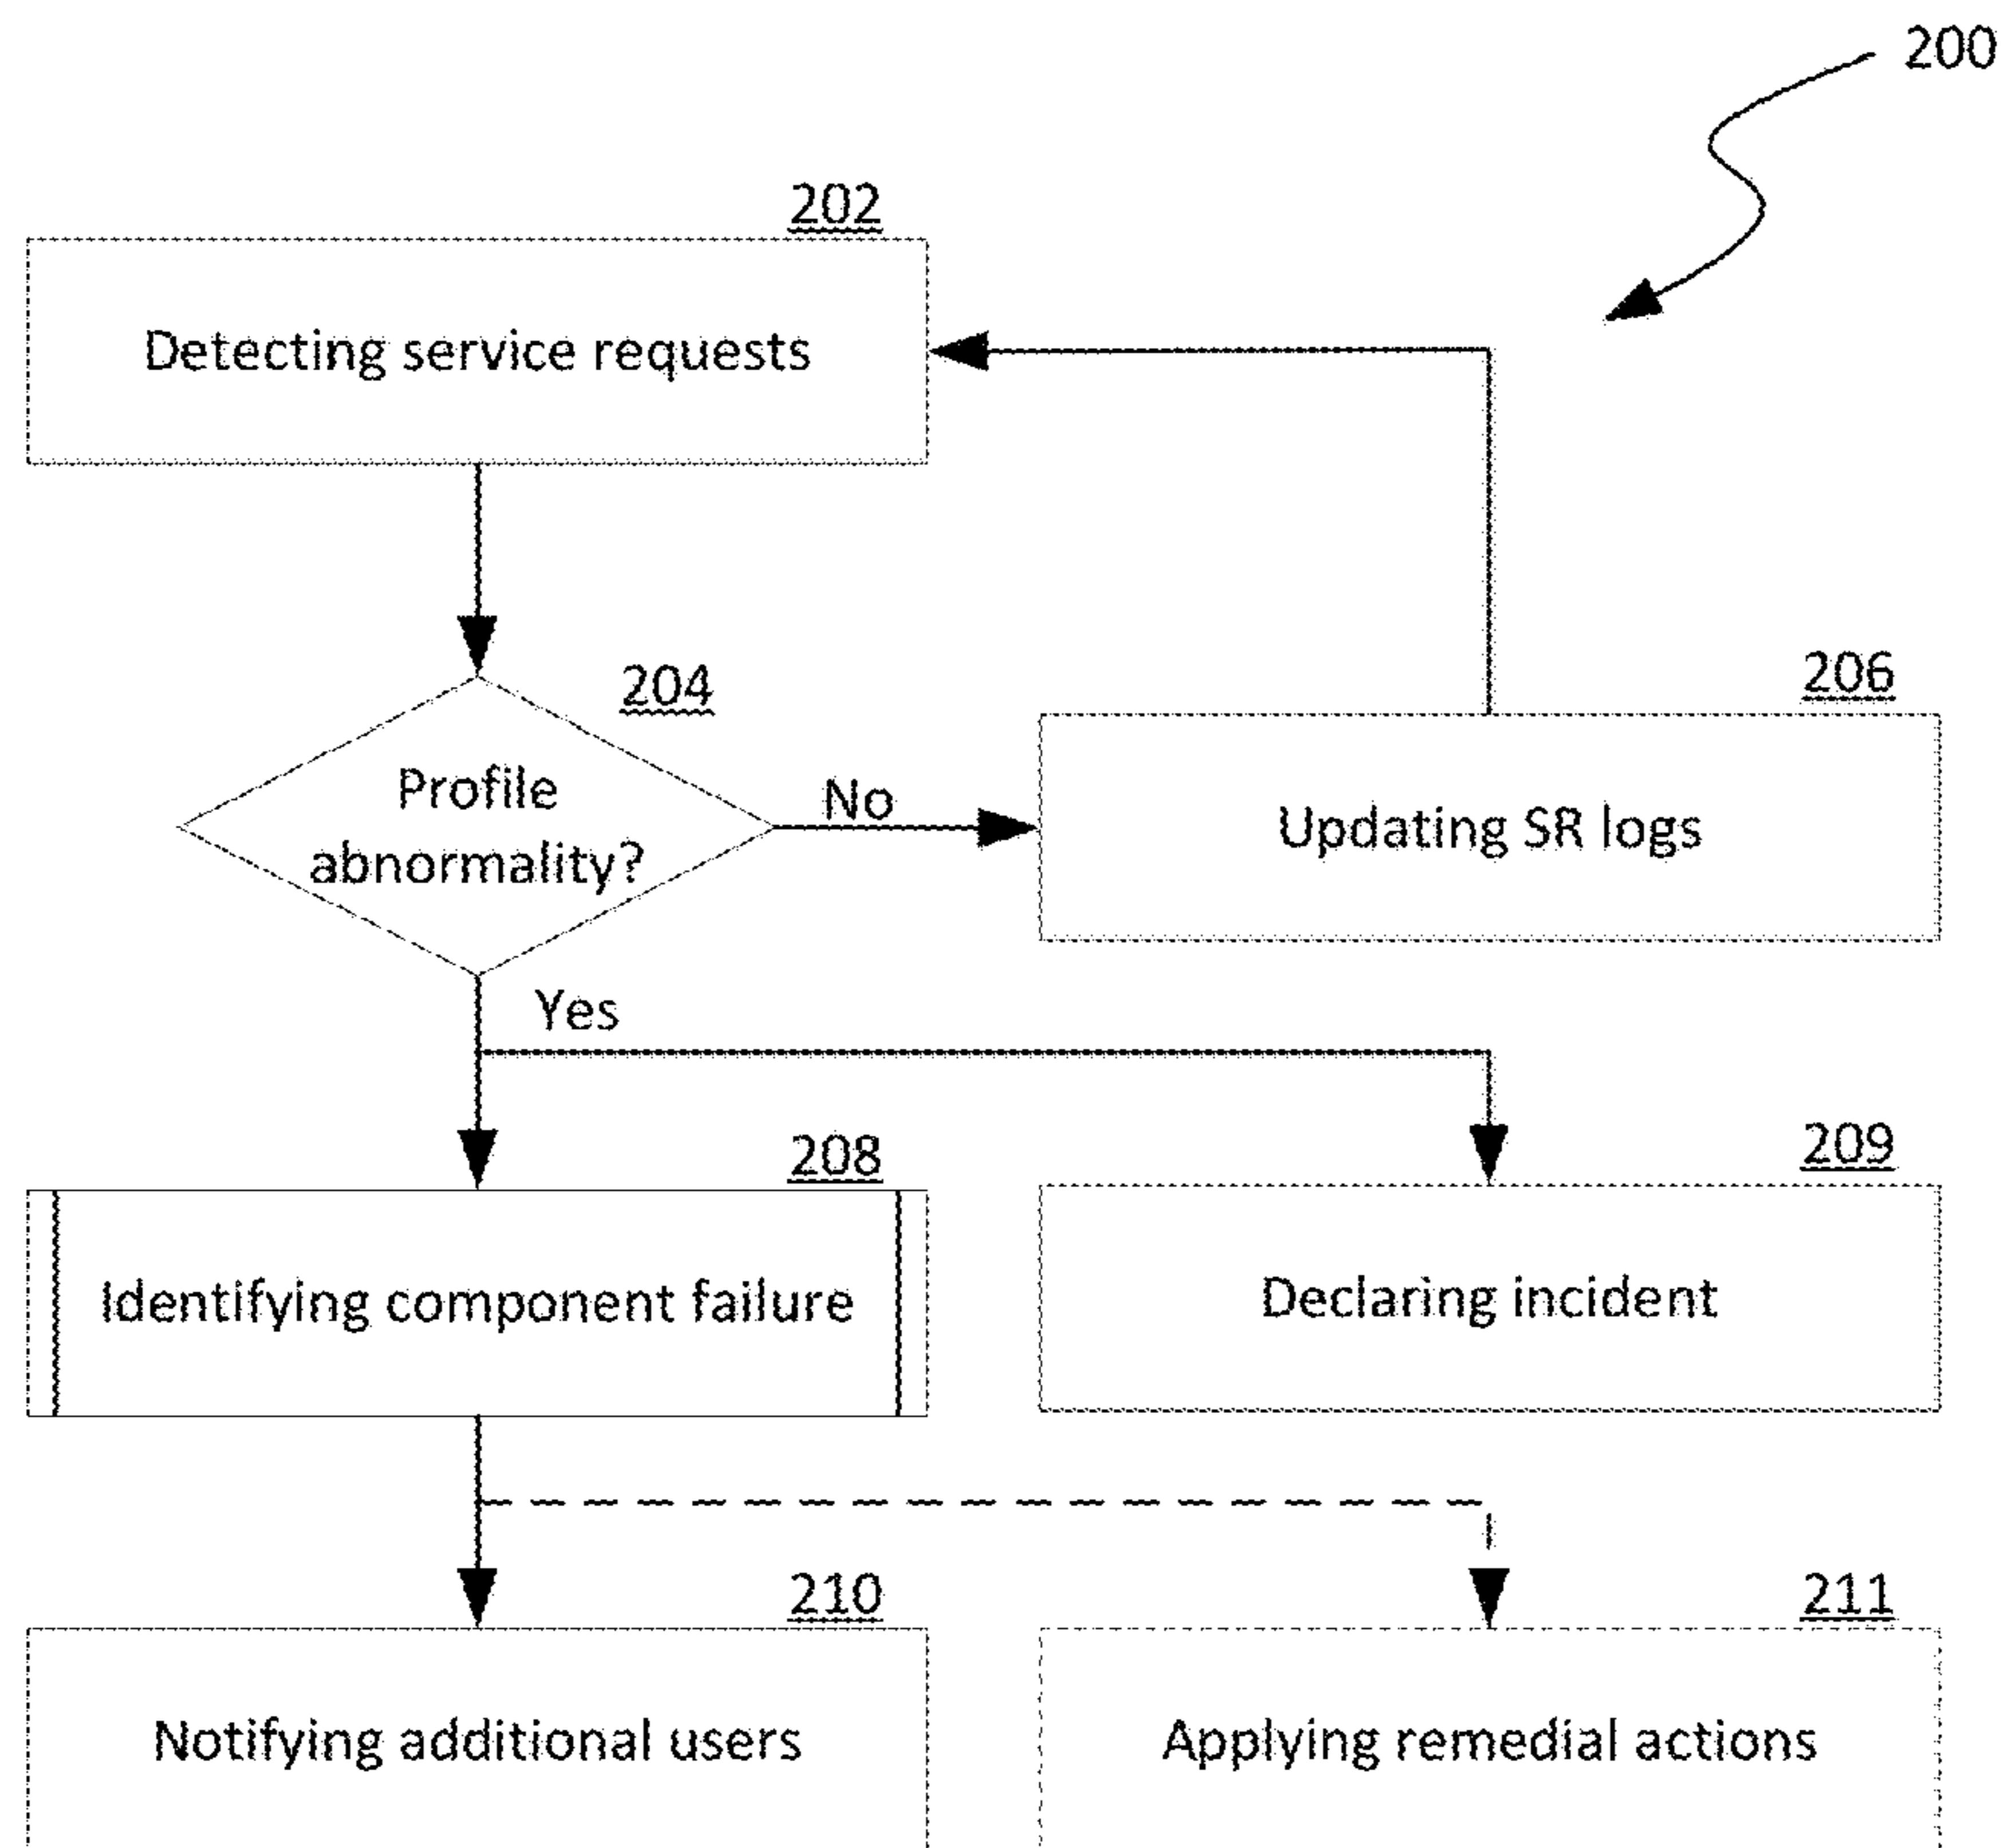 200
202
Detecting service requests
204
Profile
abnormality?
No
206
Updating SR logs
Yes
208
Identifying component failure
209
Declaring incident
210
Notifying additional users
211
Applying remedial actions